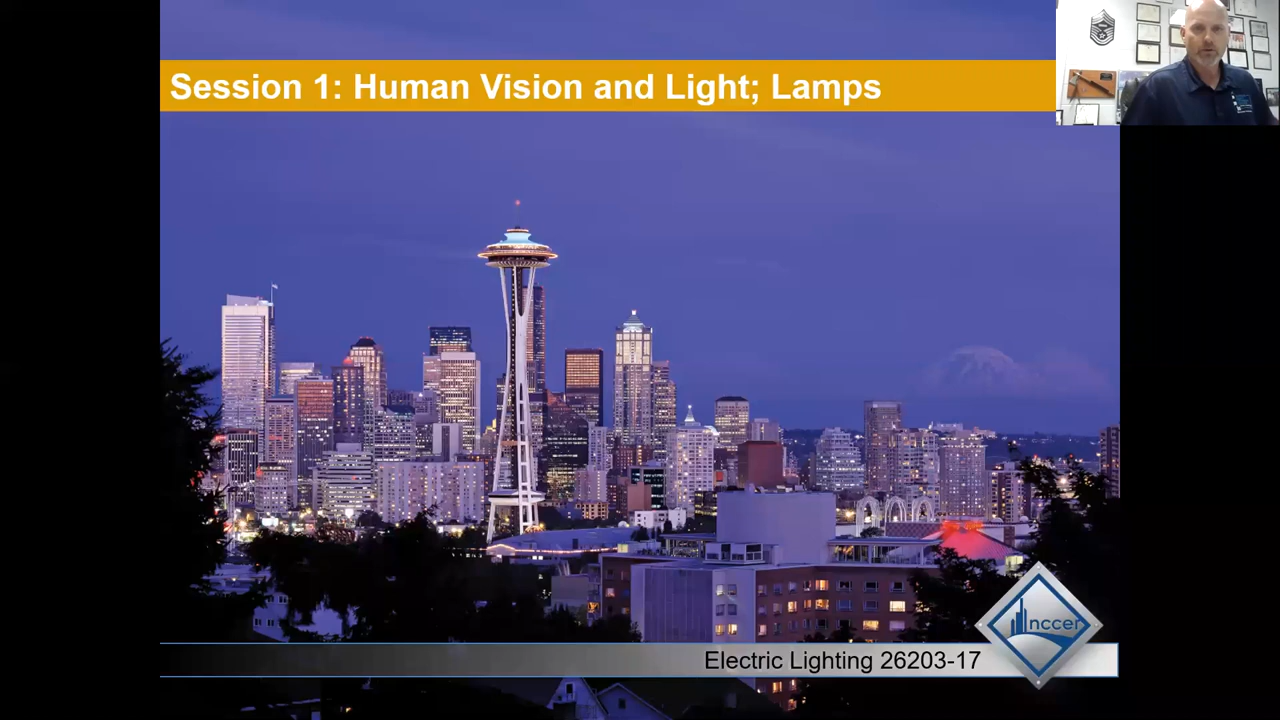 Session 1: Human Vision and Light; Lamps
nccer
Electric Lighting 26203-17